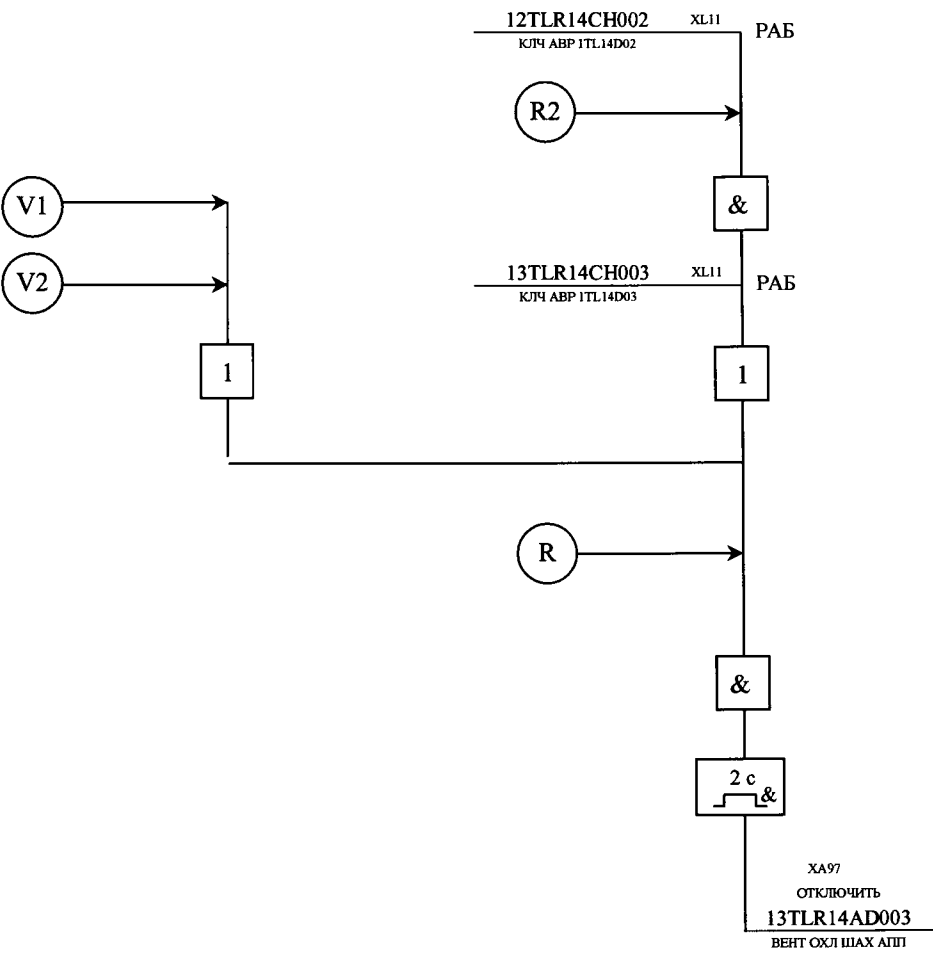 12TLR14CH002 XL11 РАБ
КЛЧ АВР 1TL14D02
R2
V1
&
V2
13TLR14CH003 XL11 РАБ
КЛЧ АВР 1TL14D03
1
1
R
&
2 с
&
XA97
ОТКЛЮЧИТЬ
13TLR14AD003
ВЕНТ ОХЛ ШАХ АПП